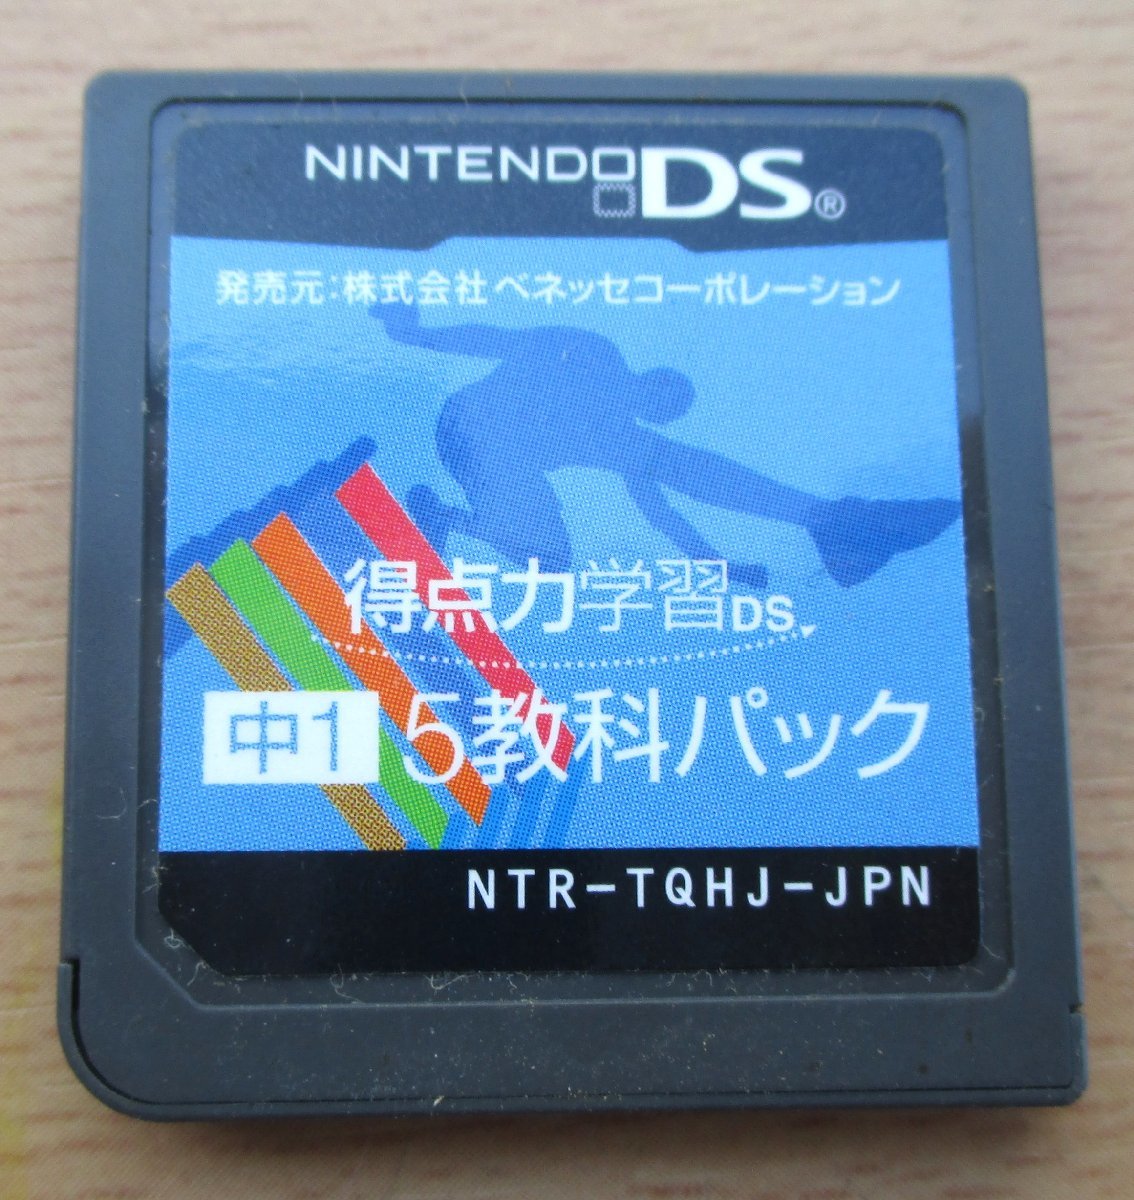 NINTENDO DS®
発売元:株式会社 ベネッセコーポレーション
得点力学習DS
中1 5教科パック
NTR-TQHJ-JPN